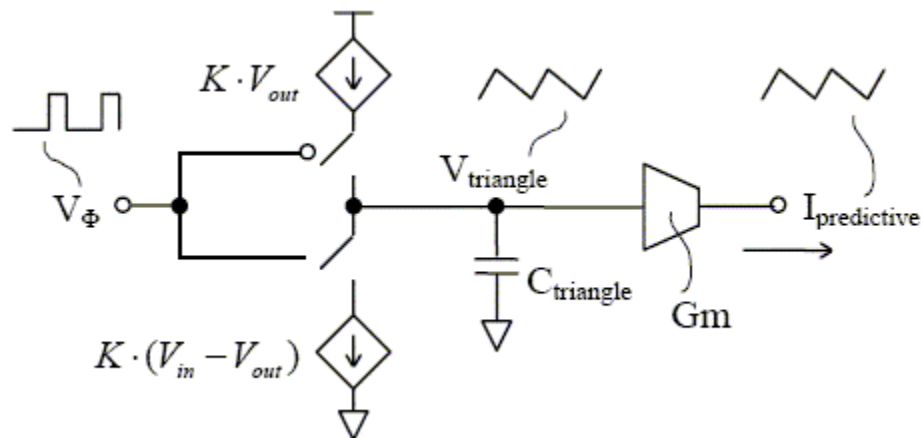 K · V_out
V_Φ
V_triangle
I_predictive
C_triangle
Gm
K · (V_in − V_out)